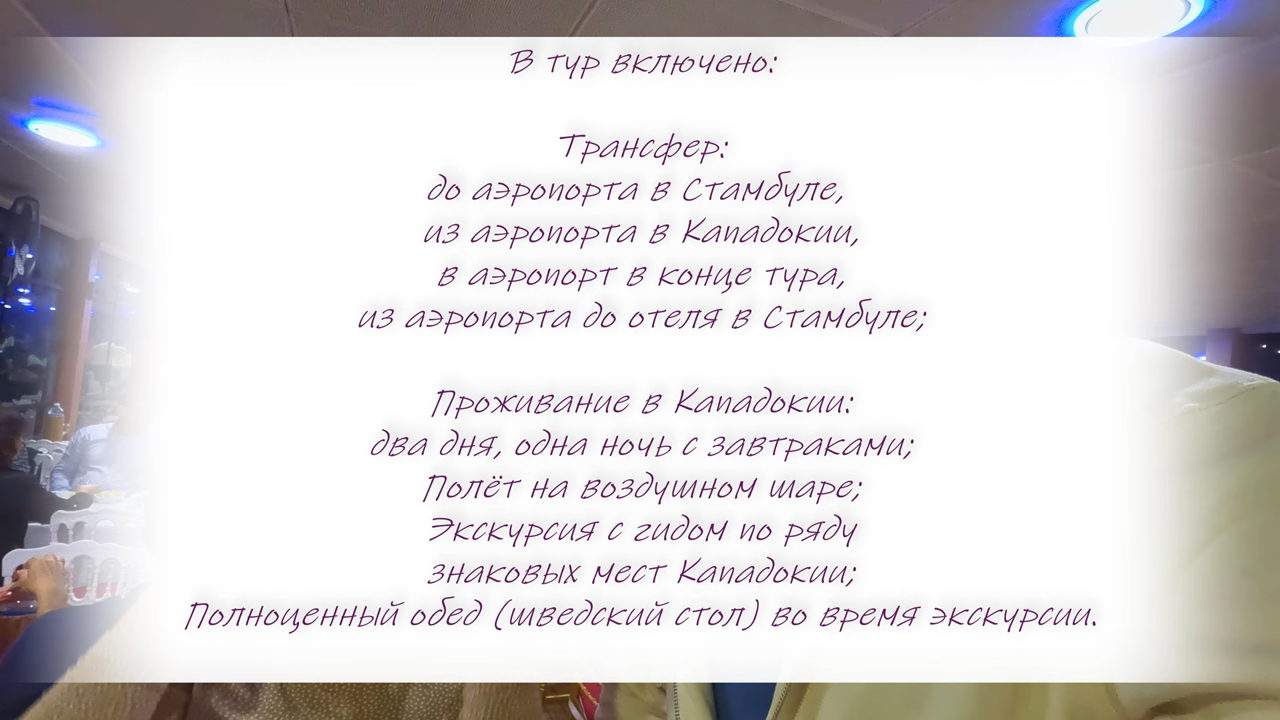 В тур включено:
Трансфер:
до аэропорта в Стамбуле,
из аэропорта в Кападокии,
в аэропорт в конце тура,
из аэропорта до отеля в Стамбуле;
Проживание в Кападокии:
два дня, одна ночь с завтраками;
Полёт на воздушном шаре;
Экскурсия с гидом по ряду
знаковых мест Кападокии;
Полноценный обед (шведский стол) во время экскурсии.